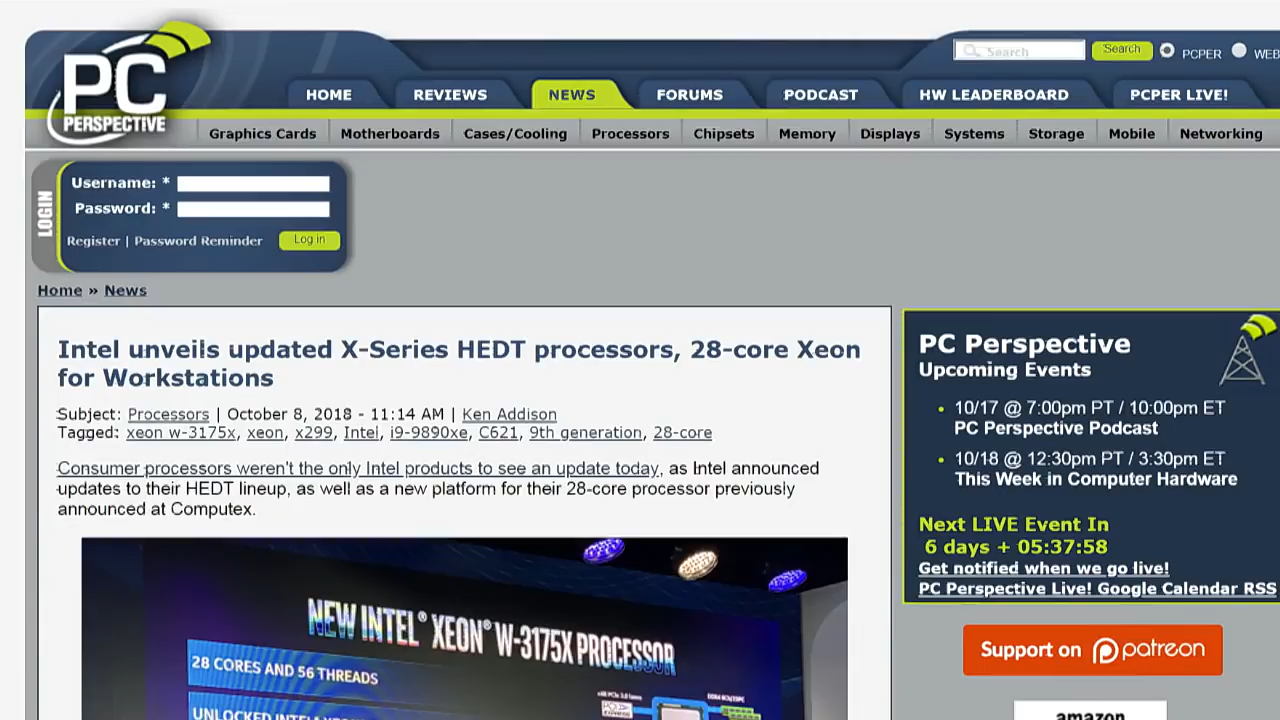 PC
PERSPECTIVE
Search
Search
PCPER
WEB
HOME
REVIEWS
NEWS
FORUMS
PODCAST
HW LEADERBOARD
PCPER LIVE!
Graphics Cards
Motherboards
Cases/Cooling
Processors
Chipsets
Memory
Displays
Systems
Storage
Mobile
Networking
LOGIN
Username: *
Password: *
Register | Password Reminder
Log in
Home » News
Intel unveils updated X-Series HEDT processors, 28-core Xeon
for Workstations
Subject: Processors | October 8, 2018 - 11:14 AM | Ken Addison
Tagged: xeon w-3175x, xeon, x299, Intel, i9-9890xe, C621, 9th generation, 28-core
Consumer processors weren't the only Intel products to see an update today, as Intel announced
updates to their HEDT lineup, as well as a new platform for their 28-core processor previously
announced at Computex.
NEW INTEL® XEON® W-3175X PROCESSOR
28 CORES AND 56 THREADS
UNLOCKED INTEL
PC Perspective
Upcoming Events
• 10/17 @ 7:00pm PT / 10:00pm ET
PC Perspective Podcast
• 10/18 @ 12:30pm PT / 3:30pm ET
This Week in Computer Hardware
Next LIVE Event In
6 days + 05:37:58
Get notified when we go live!
PC Perspective Live! Google Calendar RSS
Support on patreon
amazon